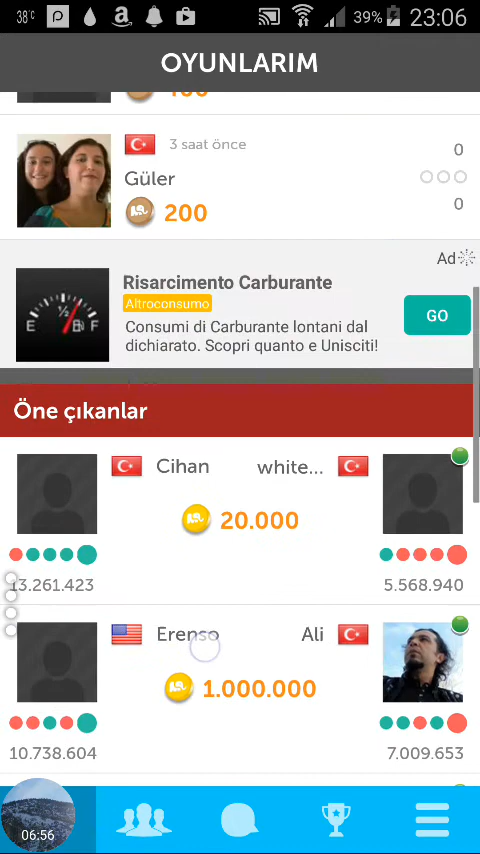 38°C
39%
23:06
OYUNLARIM
3 saat önce
0
Güler
200
0
Ad
Risarcimento Carburante
Altroconsumo
Consumi di Carburante lontani dal
dichiarato. Scopri quanto e Unisciti!
GO
E ½ F
Öne çıkanlar
Cihan
white...
20.000
13.261.423
5.568.940
Erenso
Ali
1.000.000
10.738.604
7.009.653
06:56